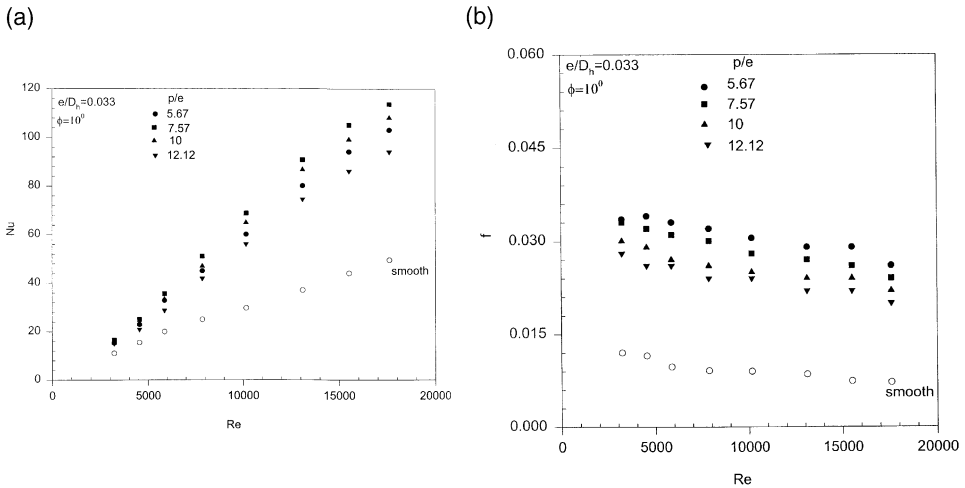 (a)
e/Dh=0.033
ϕ=10⁰
p/e
5.67
7.57
10
12.12
120
100
80
60
40
20
0
Nu
smooth
0
5000
10000
15000
20000
Re
(b)
e/Dh=0.033
ϕ=10⁰
p/e
5.67
7.57
10
12.12
0.060
0.045
0.030
0.015
0.000
f
smooth
0
5000
10000
15000
20000
Re